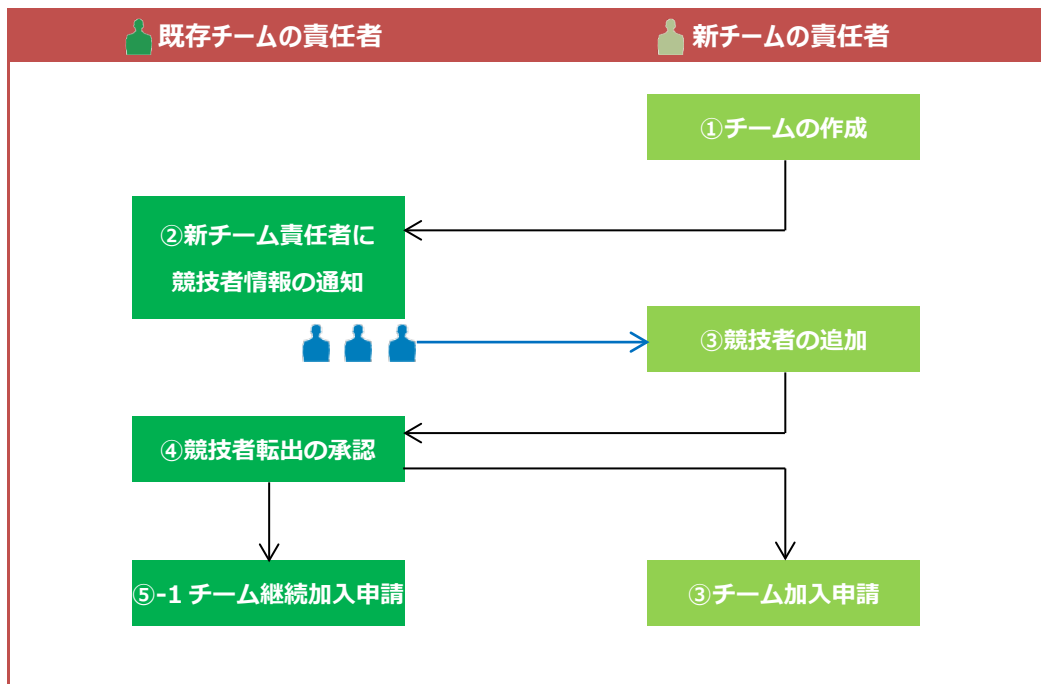 既存チームの責任者
新チームの責任者
①チームの作成
②新チーム責任者に
競技者情報の通知
③競技者の追加
④競技者転出の承認
⑤-1 チーム継続加入申請
③チーム加入申請